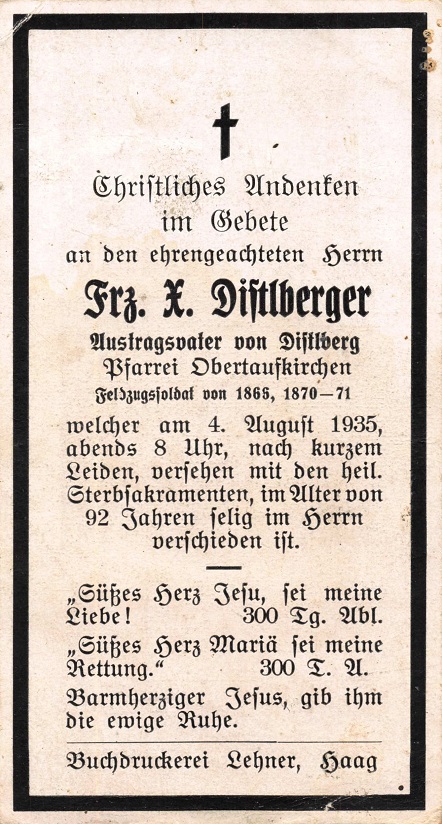 Christliches Andenken
im Gebete
an den ehrengeachteten Herrn
Frz. X. Distlberger
Austragsvater von Distlberg
Pfarrei Obertaufkirchen
Feldzugssoldat von 1866, 1870–71
welcher am 4. August 1935,
abends 8 Uhr, nach kurzem
Leiden, versehen mit den heil.
Sterbsakramenten, im Alter von
92 Jahren selig im Herrn
verschieden ist.
„Süßes Herz Jesu, sei meine
Liebe! 300 Tg. Abl.
„Süßes Herz Mariä sei meine
Rettung.“ 300 T. A.
Barmherziger Jesus, gib ihm
die ewige Ruhe.
Buchdruckerei Lehner, Haag